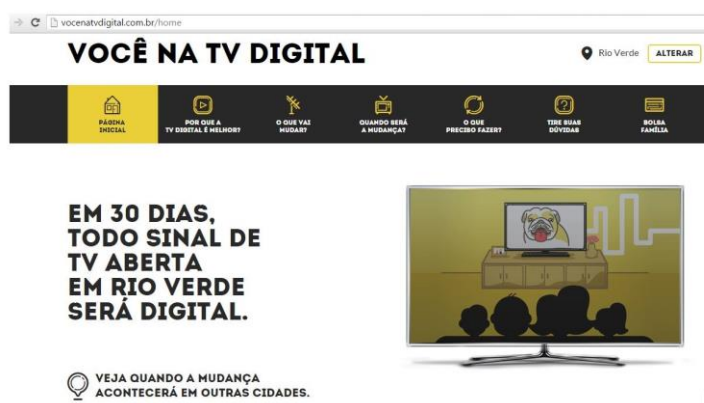 vocenatvdigital.com.br/home
VOCÊ NA TV DIGITAL
Rio Verde
ALTERAR
PÁGINA
INICIAL
POR QUE A
TV DIGITAL É MELHOR?
O QUE VAI
MUDAR?
QUANDO SERÁ
A MUDANÇA?
O QUE
PRECISO FAZER?
TIRE SUAS
DÚVIDAS
BOLSA
FAMÍLIA
EM 30 DIAS,
TODO SINAL DE
TV ABERTA
EM RIO VERDE
SERÁ DIGITAL.
VEJA QUANDO A MUDANÇA
ACONTECERÁ EM OUTRAS CIDADES.